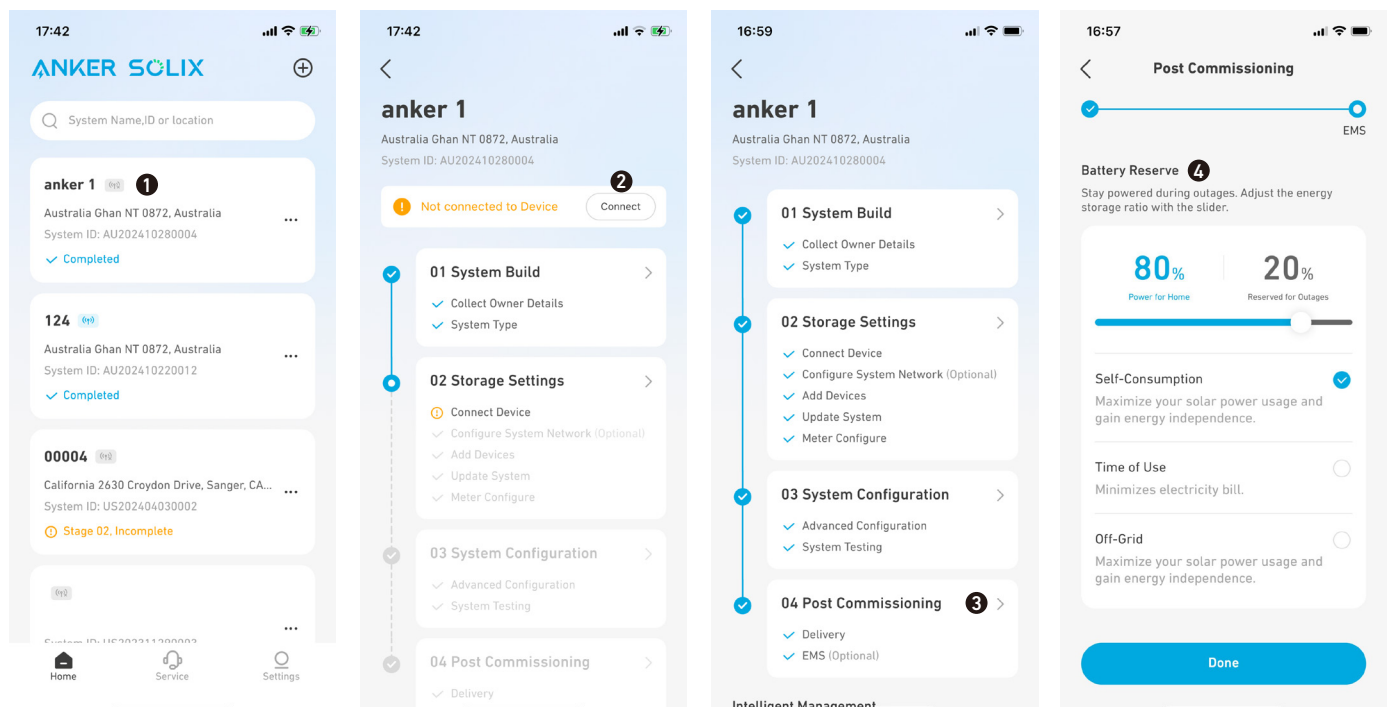 17:42
ANKER SOLIX
System Name,ID or location
anker 1 1
Australia Ghan NT 0872, Australia
System ID: AU202410280004
Completed
124
Australia Ghan NT 0872, Australia
System ID: AU202410220012
Completed
00004
California 2630 Croydon Drive, Sanger, CA...
System ID: US202404030002
Stage 02, Incomplete
Home
Service
Settings
17:42
anker 1
Australia Ghan NT 0872, Australia
System ID: AU202410280004
2
Not connected to Device
Connect
01 System Build
Collect Owner Details
System Type
02 Storage Settings
Connect Device
Configure System Network (Optional)
Add Devices
Update System
Meter Configure
03 System Configuration
Advanced Configuration
System Testing
04 Post Commissioning
Delivery
16:59
anker 1
Australia Ghan NT 0872, Australia
System ID: AU202410280004
01 System Build
Collect Owner Details
System Type
02 Storage Settings
Connect Device
Configure System Network (Optional)
Add Devices
Update System
Meter Configure
03 System Configuration
Advanced Configuration
System Testing
04 Post Commissioning 3
Delivery
EMS (Optional)
Intelligent Management
16:57
Post Commissioning
EMS
Battery Reserve 4
Stay powered during outages. Adjust the energy
storage ratio with the slider.
80% 20%
Power for Home Reserved for Outages
Self-Consumption
Maximize your solar power usage and
gain energy independence.
Time of Use
Minimizes electricity bill.
Off-Grid
Maximize your solar power usage and
gain energy independence.
Done